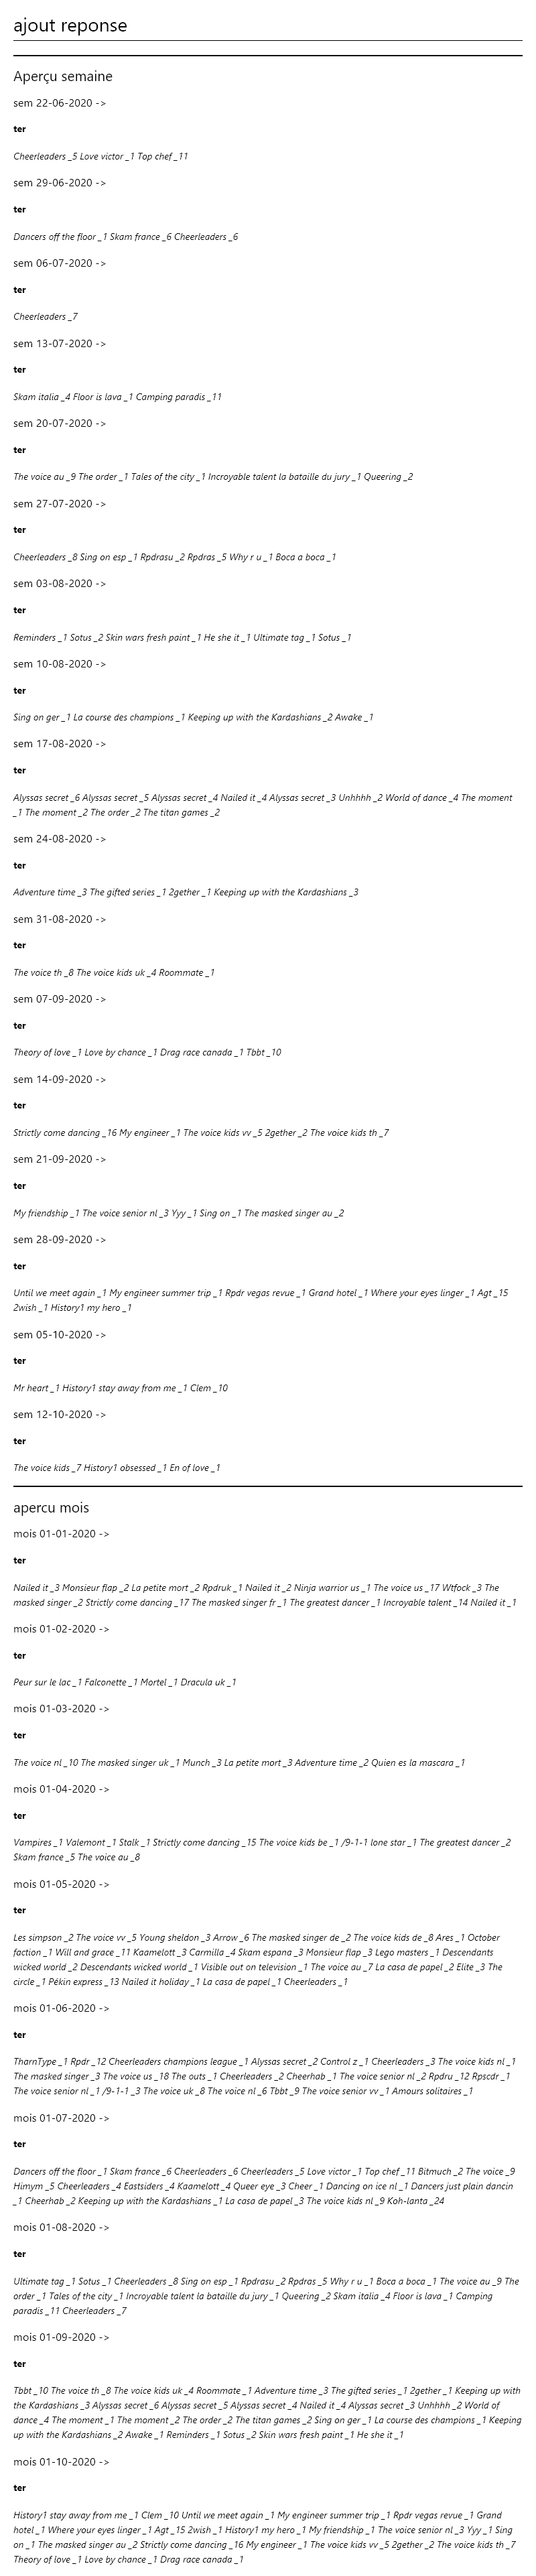 ajout reponse
Aperçu semaine
sem 22-06-2020 ->
ter
Cheerleaders _5 Love victor _1 Top chef _11
sem 29-06-2020 ->
ter
Dancers off the floor _1 Skam france _6 Cheerleaders _6
sem 06-07-2020 ->
ter
Cheerleaders _7
sem 13-07-2020 ->
ter
Skam italia _4 Floor is lava _1 Camping paradis _11
sem 20-07-2020 ->
ter
The voice au _9 The order _1 Tales of the city _1 Incroyable talent la bataille du jury _1 Queering _2
sem 27-07-2020 ->
ter
Cheerleaders _8 Sing on esp _1 Rpdrasu _2 Rpdras _5 Why r u _1 Boca a boca _1
sem 03-08-2020 ->
ter
Reminders _1 Sotus _2 Skin wars fresh paint _1 He she it _1 Ultimate tag _1 Sotus _1
sem 10-08-2020 ->
ter
Sing on ger _1 La course des champions _1 Keeping up with the Kardashians _2 Awake _1
sem 17-08-2020 ->
ter
Alyssas secret _6 Alyssas secret _5 Alyssas secret _4 Nailed it _4 Alyssas secret _3 Unhhhh _2 World of dance _4 The moment
_1 The moment _2 The order _2 The titan games _2
sem 24-08-2020 ->
ter
Adventure time _3 The gifted series _1 2gether _1 Keeping up with the Kardashians _3
sem 31-08-2020 ->
ter
The voice th _8 The voice kids uk _4 Roommate _1
sem 07-09-2020 ->
ter
Theory of love _1 Love by chance _1 Drag race canada _1 Tbbt _10
sem 14-09-2020 ->
ter
Strictly come dancing _16 My engineer _1 The voice kids vv _5 2gether _2 The voice kids th _7
sem 21-09-2020 ->
ter
My friendship _1 The voice senior nl _3 Yyy _1 Sing on _1 The masked singer au _2
sem 28-09-2020 ->
ter
Until we meet again _1 My engineer summer trip _1 Rpdr vegas revue _1 Grand hotel _1 Where your eyes linger _1 Agt _15
2wish _1 History1 my hero _1
sem 05-10-2020 ->
ter
Mr heart _1 History1 stay away from me _1 Clem _10
sem 12-10-2020 ->
ter
The voice kids _7 History1 obsessed _1 En of love _1
apercu mois
mois 01-01-2020 ->
ter
Nailed it _3 Monsieur flap _2 La petite mort _2 Rpdruk _1 Nailed it _2 Ninja warrior us _1 The voice us _17 Wtfock _3 The
masked singer _2 Strictly come dancing _17 The masked singer fr _1 The greatest dancer _1 Incroyable talent _14 Nailed it _1
mois 01-02-2020 ->
ter
Peur sur le lac _1 Falconette _1 Mortel _1 Dracula uk _1
mois 01-03-2020 ->
ter
The voice nl _10 The masked singer uk _1 Munch _3 La petite mort _3 Adventure time _2 Quien es la mascara _1
mois 01-04-2020 ->
ter
Vampires _1 Valemont _1 Stalk _1 Strictly come dancing _15 The voice kids be _1 /9-1-1 lone star _1 The greatest dancer _2
Skam france _5 The voice au _8
mois 01-05-2020 ->
ter
Les simpson _2 The voice vv _5 Young sheldon _3 Arrow _6 The masked singer de _2 The voice kids de _8 Ares _1 October
faction _1 Will and grace _11 Kaamelott _3 Carmilla _4 Skam espana _3 Monsieur flap _3 Lego masters _1 Descendants
wicked world _2 Descendants wicked world _1 Visible out on television _1 The voice au _7 La casa de papel _2 Elite _3 The
circle _1 Pékin express _13 Nailed it holiday _1 La casa de papel _1 Cheerleaders _1
mois 01-06-2020 ->
ter
TharnType _1 Rpdr _12 Cheerleaders champions league _1 Alyssas secret _2 Control z _1 Cheerleaders _3 The voice kids nl _1
The masked singer _3 The voice us _18 The outs _1 Cheerleaders _2 Cheerhab _1 The voice senior nl _2 Rpdru _12 Rpscdr _1
The voice senior nl _1 /9-1-1 _3 The voice uk _8 The voice nl _6 Tbbt _9 The voice senior vv _1 Amours solitaires _1
mois 01-07-2020 ->
ter
Dancers off the floor _1 Skam france _6 Cheerleaders _6 Cheerleaders _5 Love victor _1 Top chef _11 Bitmuch _2 The voice _9
Himym _5 Cheerleaders _4 Eastsiders _4 Kaamelott _4 Queer eye _3 Cheer _1 Dancing on ice nl _1 Dancers just plain dancin
_1 Cheerhab _2 Keeping up with the Kardashians _1 La casa de papel _3 The voice kids nl _9 Koh-lanta _24
mois 01-08-2020 ->
ter
Ultimate tag _1 Sotus _1 Cheerleaders _8 Sing on esp _1 Rpdrasu _2 Rpdras _5 Why r u _1 Boca a boca _1 The voice au _9 The
order _1 Tales of the city _1 Incroyable talent la bataille du jury _1 Queering _2 Skam italia _4 Floor is lava _1 Camping
paradis _11 Cheerleaders _7
mois 01-09-2020 ->
ter
Tbbt _10 The voice th _8 The voice kids uk _4 Roommate _1 Adventure time _3 The gifted series _1 2gether _1 Keeping up with
the Kardashians _3 Alyssas secret _6 Alyssas secret _5 Alyssas secret _4 Nailed it _4 Alyssas secret _3 Unhhhh _2 World of
dance _4 The moment _1 The moment _2 The order _2 The titan games _2 Sing on ger _1 La course des champions _1 Keeping
up with the Kardashians _2 Awake _1 Reminders _1 Sotus _2 Skin wars fresh paint _1 He she it _1
mois 01-10-2020 ->
ter
History1 stay away from me _1 Clem _10 Until we meet again _1 My engineer summer trip _1 Rpdr vegas revue _1 Grand
hotel _1 Where your eyes linger _1 Agt _15 2wish _1 History1 my hero _1 My friendship _1 The voice senior nl _3 Yyy _1 Sing
on _1 The masked singer au _2 Strictly come dancing _16 My engineer _1 The voice kids vv _5 2gether _2 The voice kids th _7
Theory of love _1 Love by chance _1 Drag race canada _1